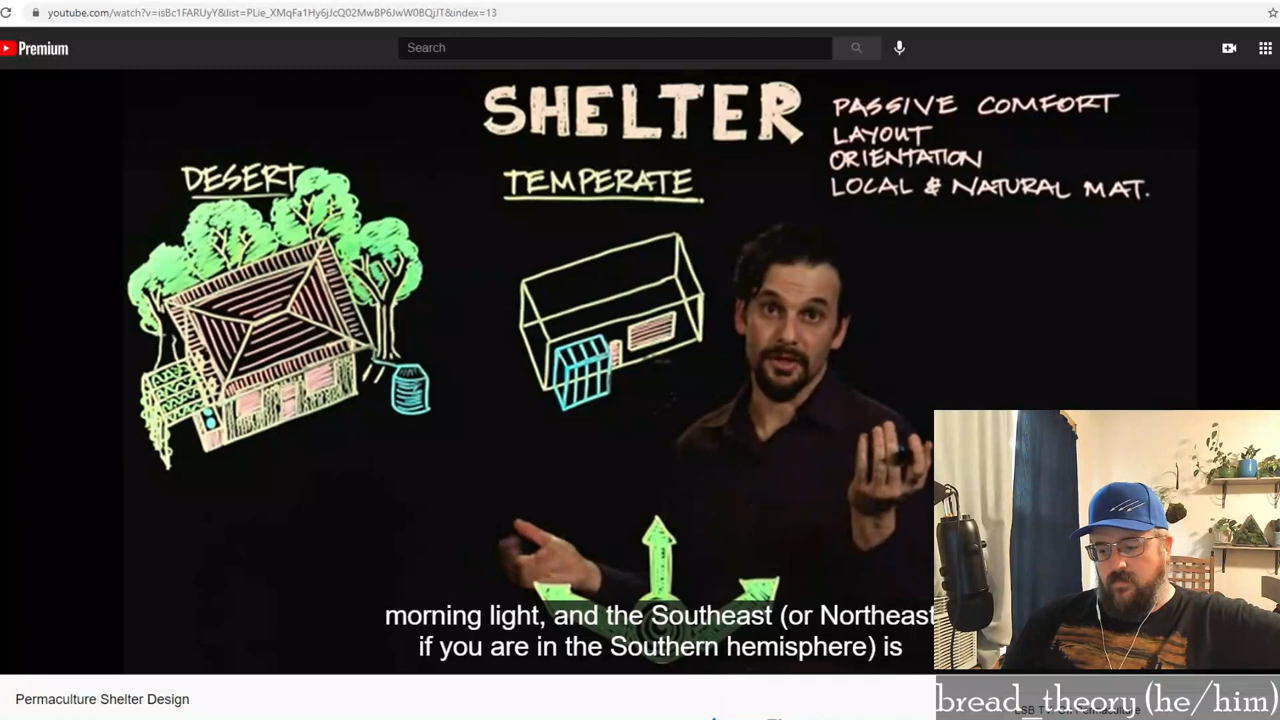 youtube.com/watch?v=isBc1FARUyY&list=PLie_XMqFa1Hy6jJcQ02MwBP6JwW0BQjJT&index=13
Premium
Search
SHELTER
PASSIVE COMFORT
LAYOUT
ORIENTATION
LOCAL & NATURAL MAT.
DESERT
TEMPERATE
morning light, and the Southeast (or Northeast
if you are in the Southern hemisphere) is
Permaculture Shelter Design
bread_theory (he/him)